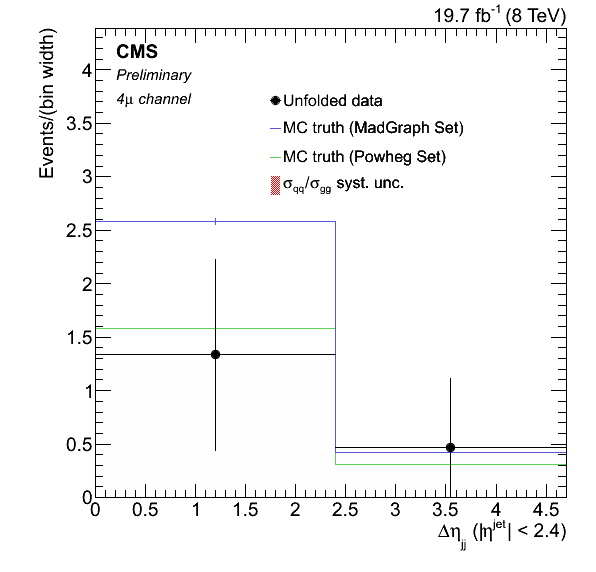 19.7 fb⁻¹ (8 TeV)
CMS
Preliminary
4μ channel
Unfolded data
MC truth (MadGraph Set)
MC truth (Powheg Set)
σqq/σgg syst. unc.
Events/(bin width)
4
3.5
3
2.5
2
1.5
1
0.5
0
0 0.5 1 1.5 2 2.5 3 3.5 4 4.5
Δηjj (|ηʲᵉᵗ| < 2.4)